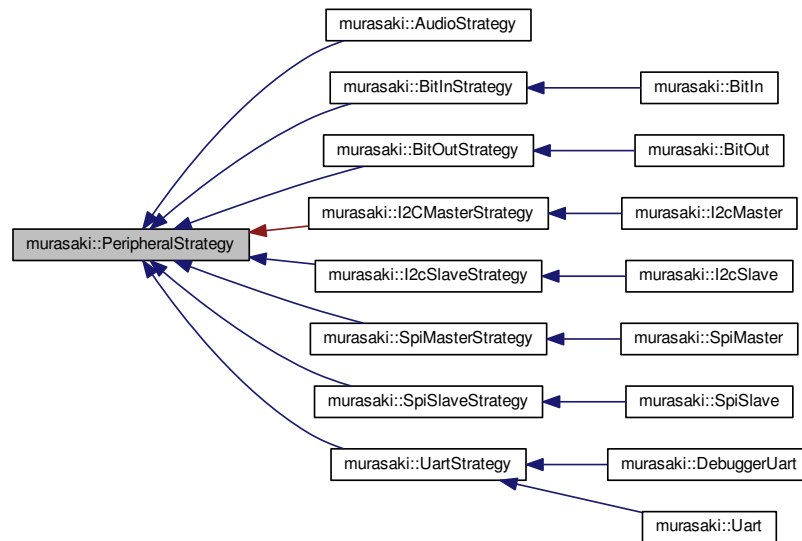 murasaki::AudioStrategy
murasaki::BitInStrategy
murasaki::BitIn
murasaki::BitOutStrategy
murasaki::BitOut
murasaki::I2CMasterStrategy
murasaki::I2cMaster
murasaki::PeripheralStrategy
murasaki::I2cSlaveStrategy
murasaki::I2cSlave
murasaki::SpiMasterStrategy
murasaki::SpiMaster
murasaki::SpiSlaveStrategy
murasaki::SpiSlave
murasaki::UartStrategy
murasaki::DebuggerUart
murasaki::Uart